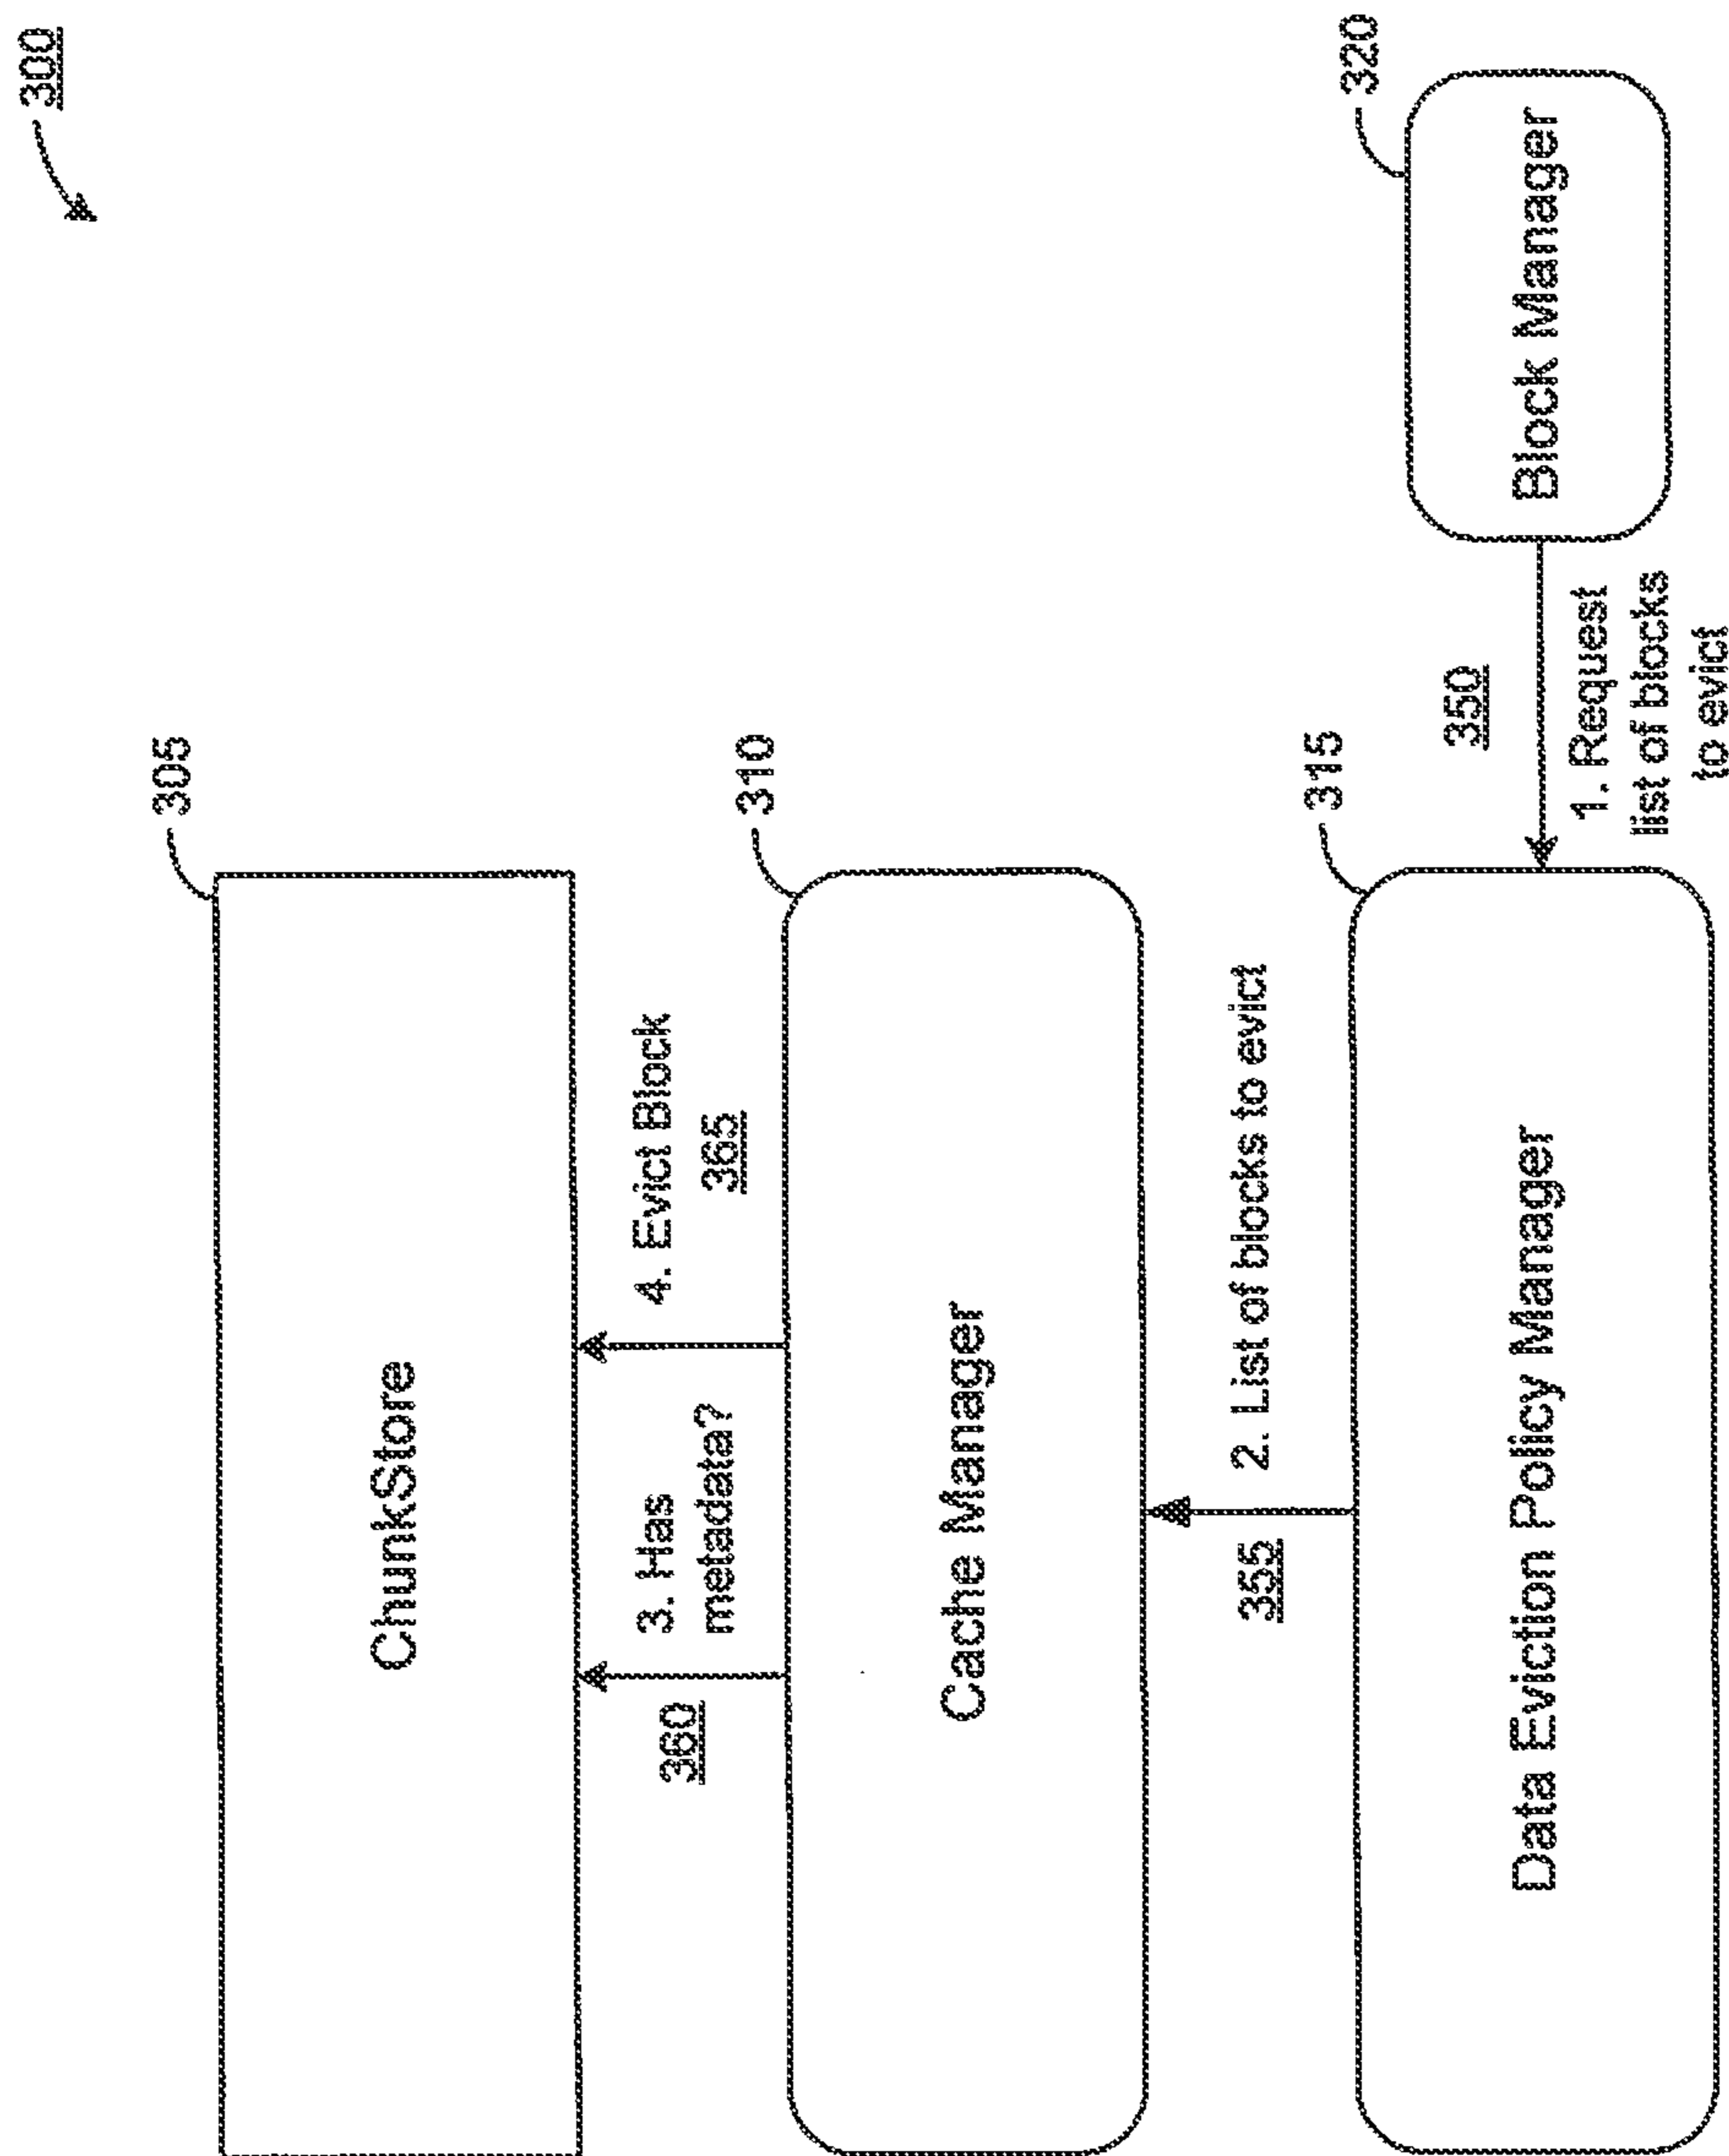 300
305
ChunkStore
360
3. Has
metadata?
4. Evict Block
365
310
Cache Manager
355
2. List of blocks to evict
315
Data Eviction Policy Manager
350
1. Request
list of blocks
to evict
320
Block Manager